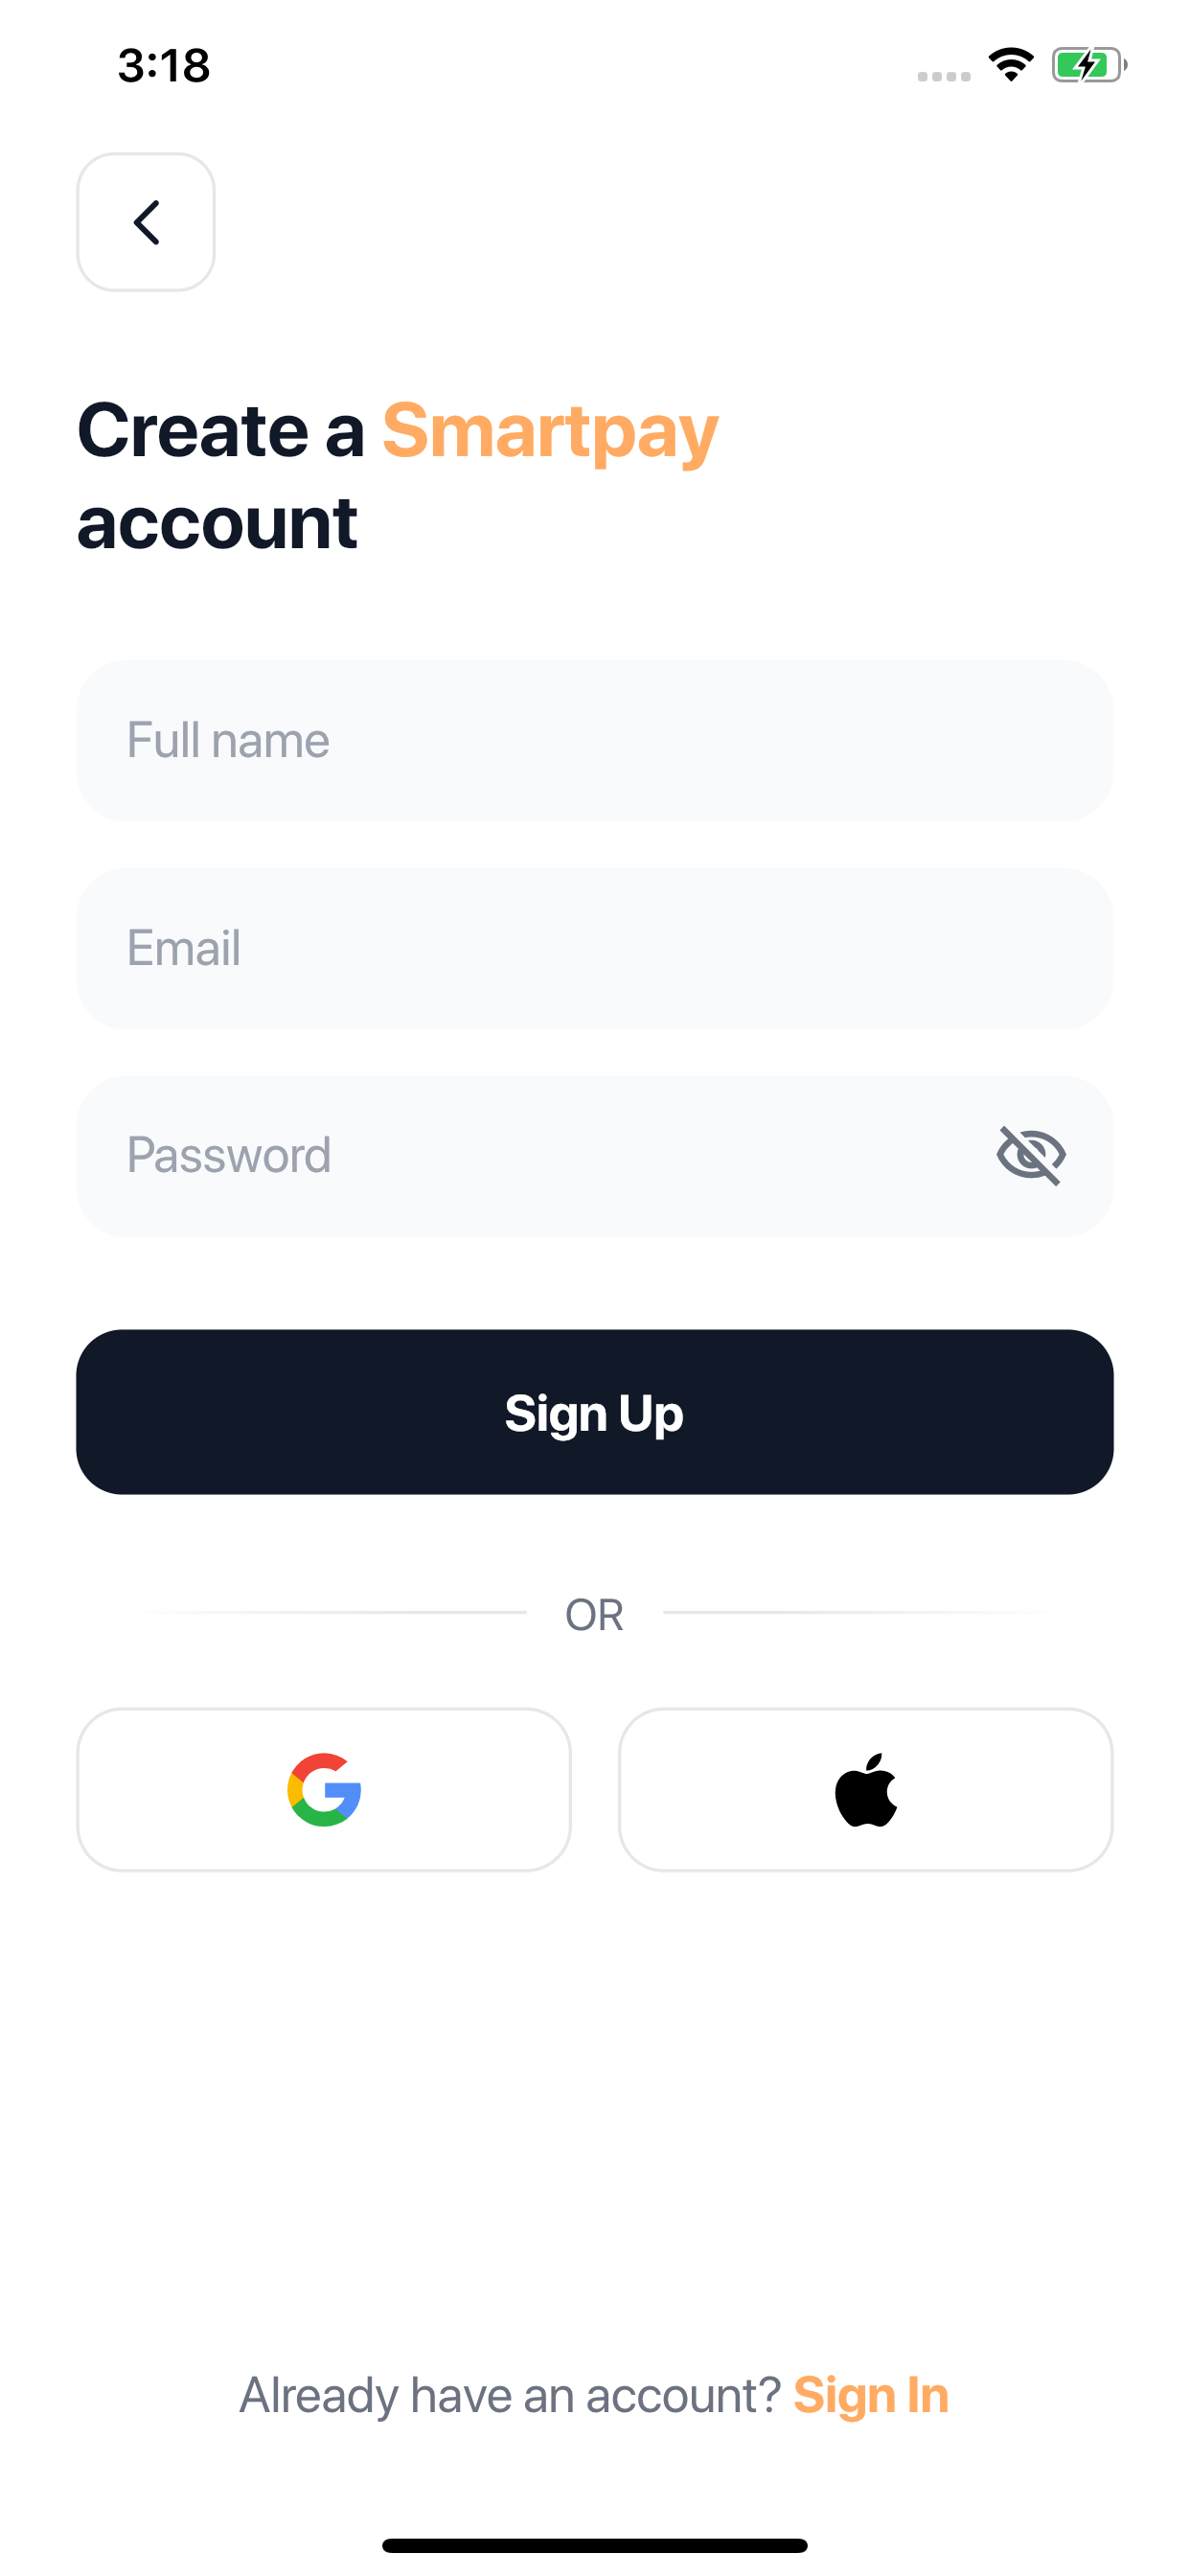 3:18
Create a Smartpay
account
Full name
Email
Password
Sign Up
OR
Already have an account? Sign In